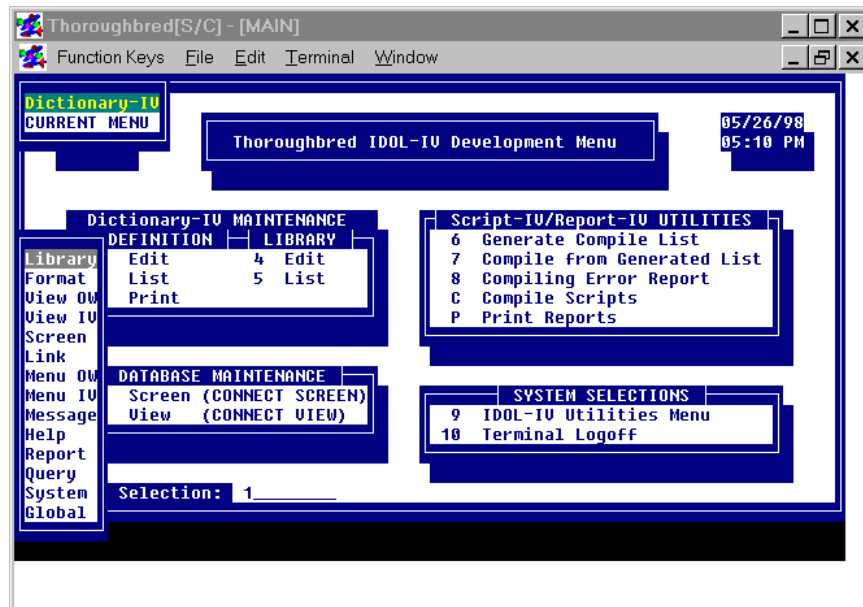 Thoroughbred[S/C] - [MAIN]
Function Keys File Edit Terminal Window
Dictionary-IV
CURRENT MENU
Thoroughbred IDOL-IV Development Menu
05/26/98
05:10 PM
Dictionary-IV MAINTENANCE
DEFINITION LIBRARY
Edit 4 Edit
List 5 List
Print
Script-IV/Report-IV UTILITIES
6 Generate Compile List
7 Compile from Generated List
8 Compiling Error Report
C Compile Scripts
P Print Reports
Library
Format
View OW
View IV
Screen
Link
Menu OW
Menu IV
Message
Help
Report
Query
System
Global
DATABASE MAINTENANCE
Screen (CONNECT SCREEN)
View (CONNECT VIEW)
SYSTEM SELECTIONS
9 IDOL-IV Utilities Menu
10 Terminal Logoff
Selection: 1